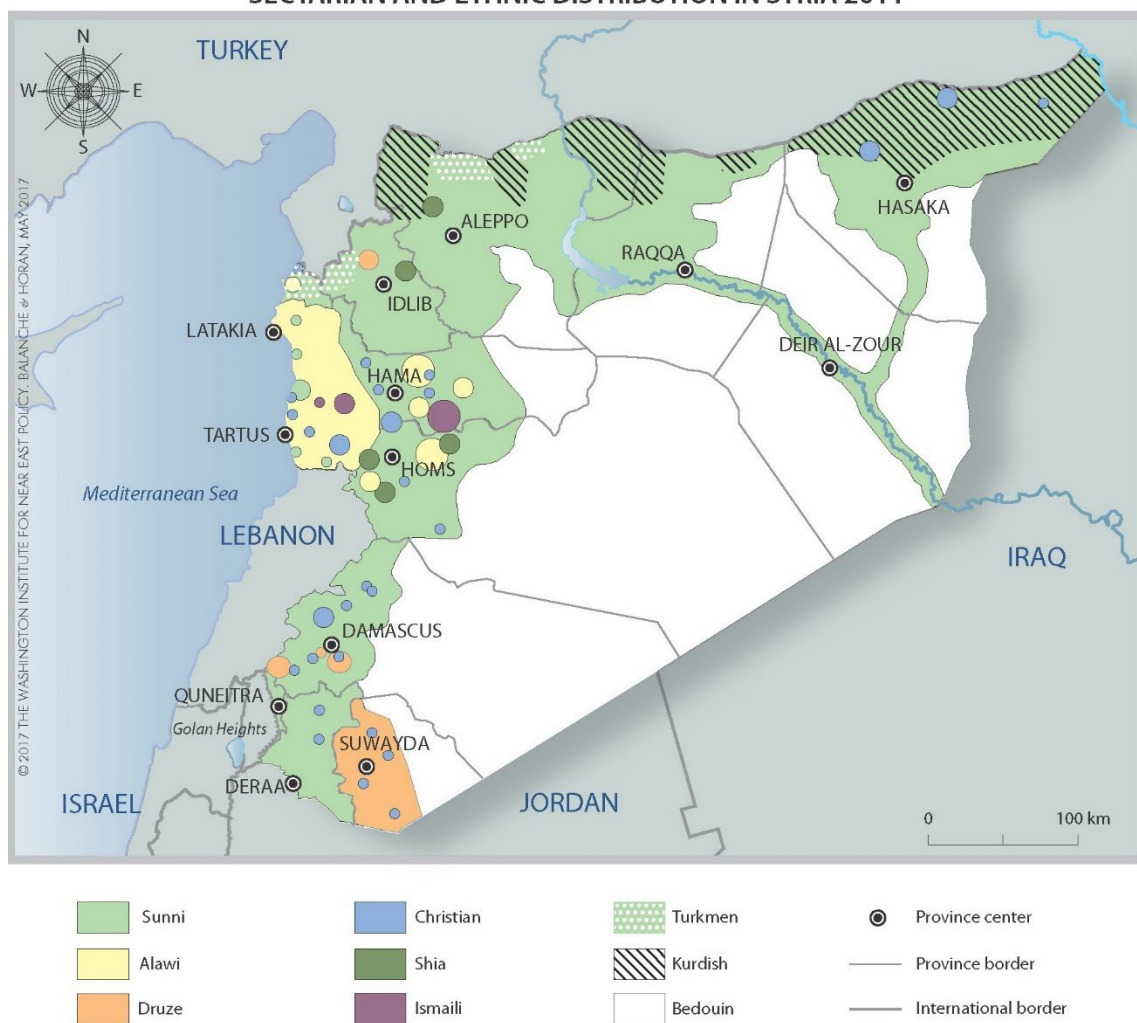 SECTARIAN AND ETHNIC DISTRIBUTION IN SYRIA 2011
N
W
E
S
TURKEY
ALEPPO
HASAKA
RAQQA
IDLIB
LATAKIA
DEIR AL-ZOUR
HAMA
TARTUS
HOMS
Mediterranean Sea
LEBANON
IRAQ
DAMASCUS
QUNEITRA
Golan Heights
SUWAYDA
DERAA
ISRAEL
JORDAN
0 100 km
© 2017 THE WASHINGTON INSTITUTE FOR NEAR EAST POLICY. BALANCHE & HORAN, MAY 2017
Sunni
Alawi
Druze
Christian
Shia
Ismaili
Turkmen
Kurdish
Bedouin
Province center
Province border
International border